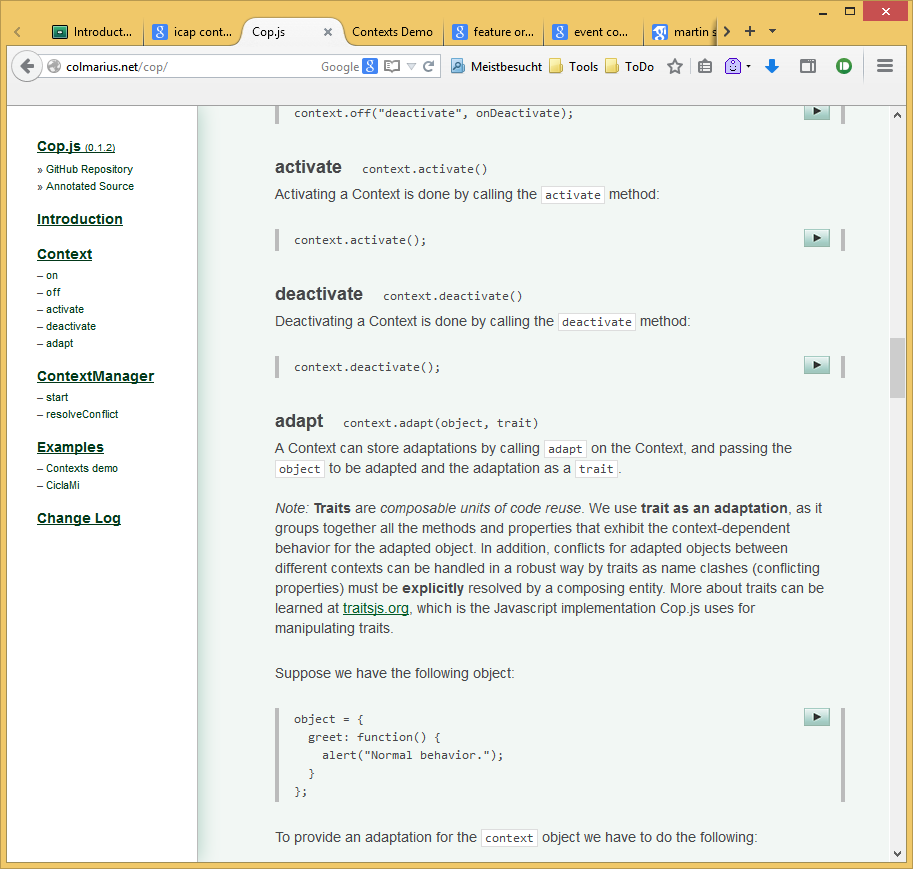 Introduct...
icap cont...
Cop.js
Contexts Demo
feature or...
event co...
martin s
colmarius.net/cop/
Google
Meistbesucht
Tools
ToDo
Cop.js (0.1.2)
» GitHub Repository
» Annotated Source
Introduction
Context
– on
– off
– activate
– deactivate
– adapt
ContextManager
– start
– resolveConflict
Examples
– Contexts demo
– CiclaMi
Change Log
context.off("deactivate", onDeactivate);
activate context.activate()
Activating a Context is done by calling the activate method:
context.activate();
deactivate context.deactivate()
Deactivating a Context is done by calling the deactivate method:
context.deactivate();
adapt context.adapt(object, trait)
A Context can store adaptations by calling adapt on the Context, and passing the
object to be adapted and the adaptation as a trait.
Note: Traits are composable units of code reuse. We use trait as an adaptation, as it
groups together all the methods and properties that exhibit the context-dependent
behavior for the adapted object. In addition, conflicts for adapted objects between
different contexts can be handled in a robust way by traits as name clashes (conflicting
properties) must be explicitly resolved by a composing entity. More about traits can be
learned at traitsjs.org, which is the Javascript implementation Cop.js uses for
manipulating traits.
Suppose we have the following object:
object = {
greet: function() {
alert("Normal behavior.");
}
};
To provide an adaptation for the context object we have to do the following: